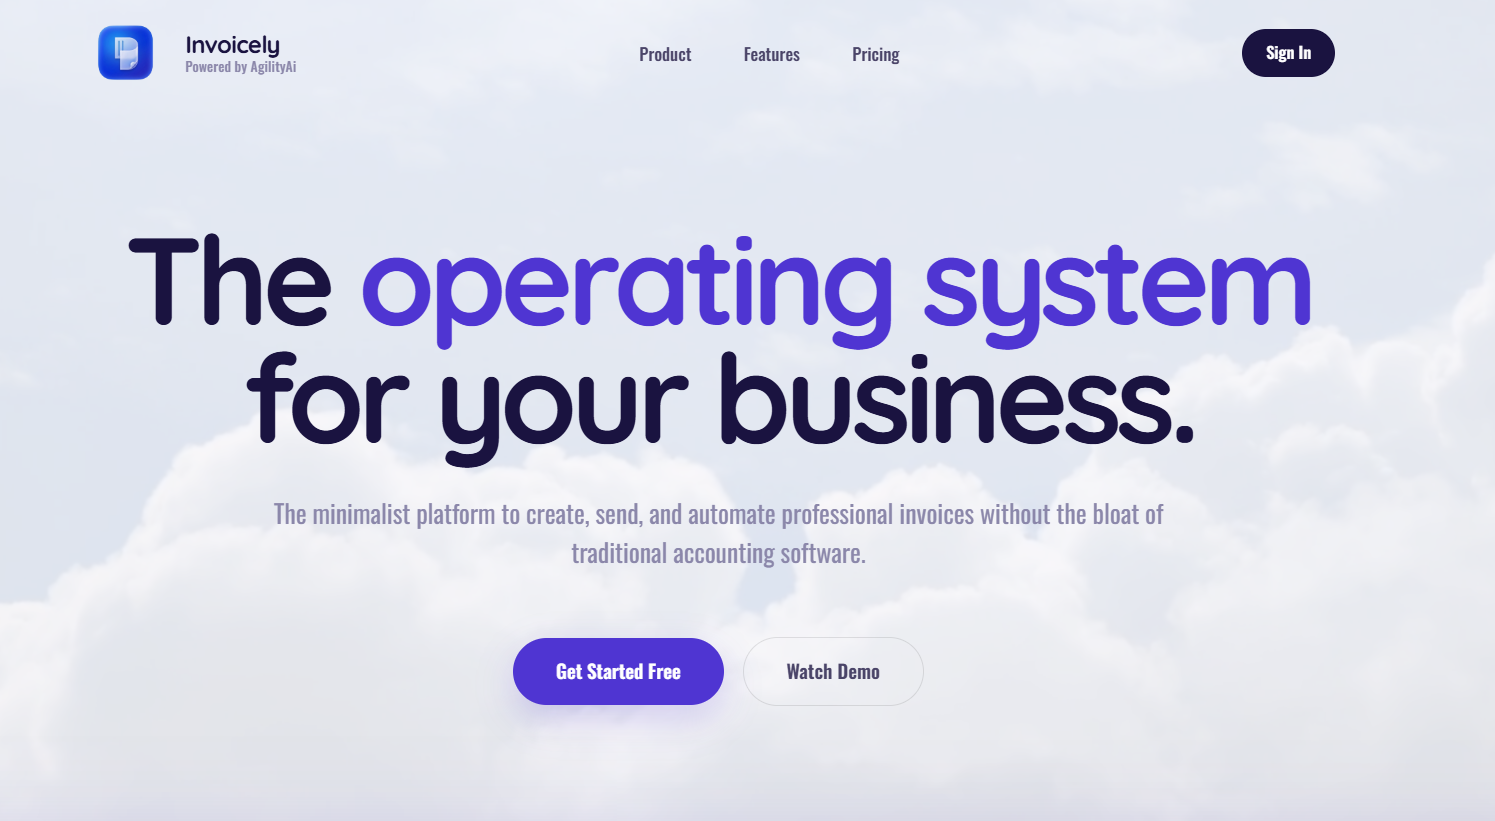 Invoicely
Powered by AgilityAi
Product
Features
Pricing
Sign In
The operating system
for your business.
The minimalist platform to create, send, and automate professional invoices without the bloat of
traditional accounting software.
Get Started Free
Watch Demo